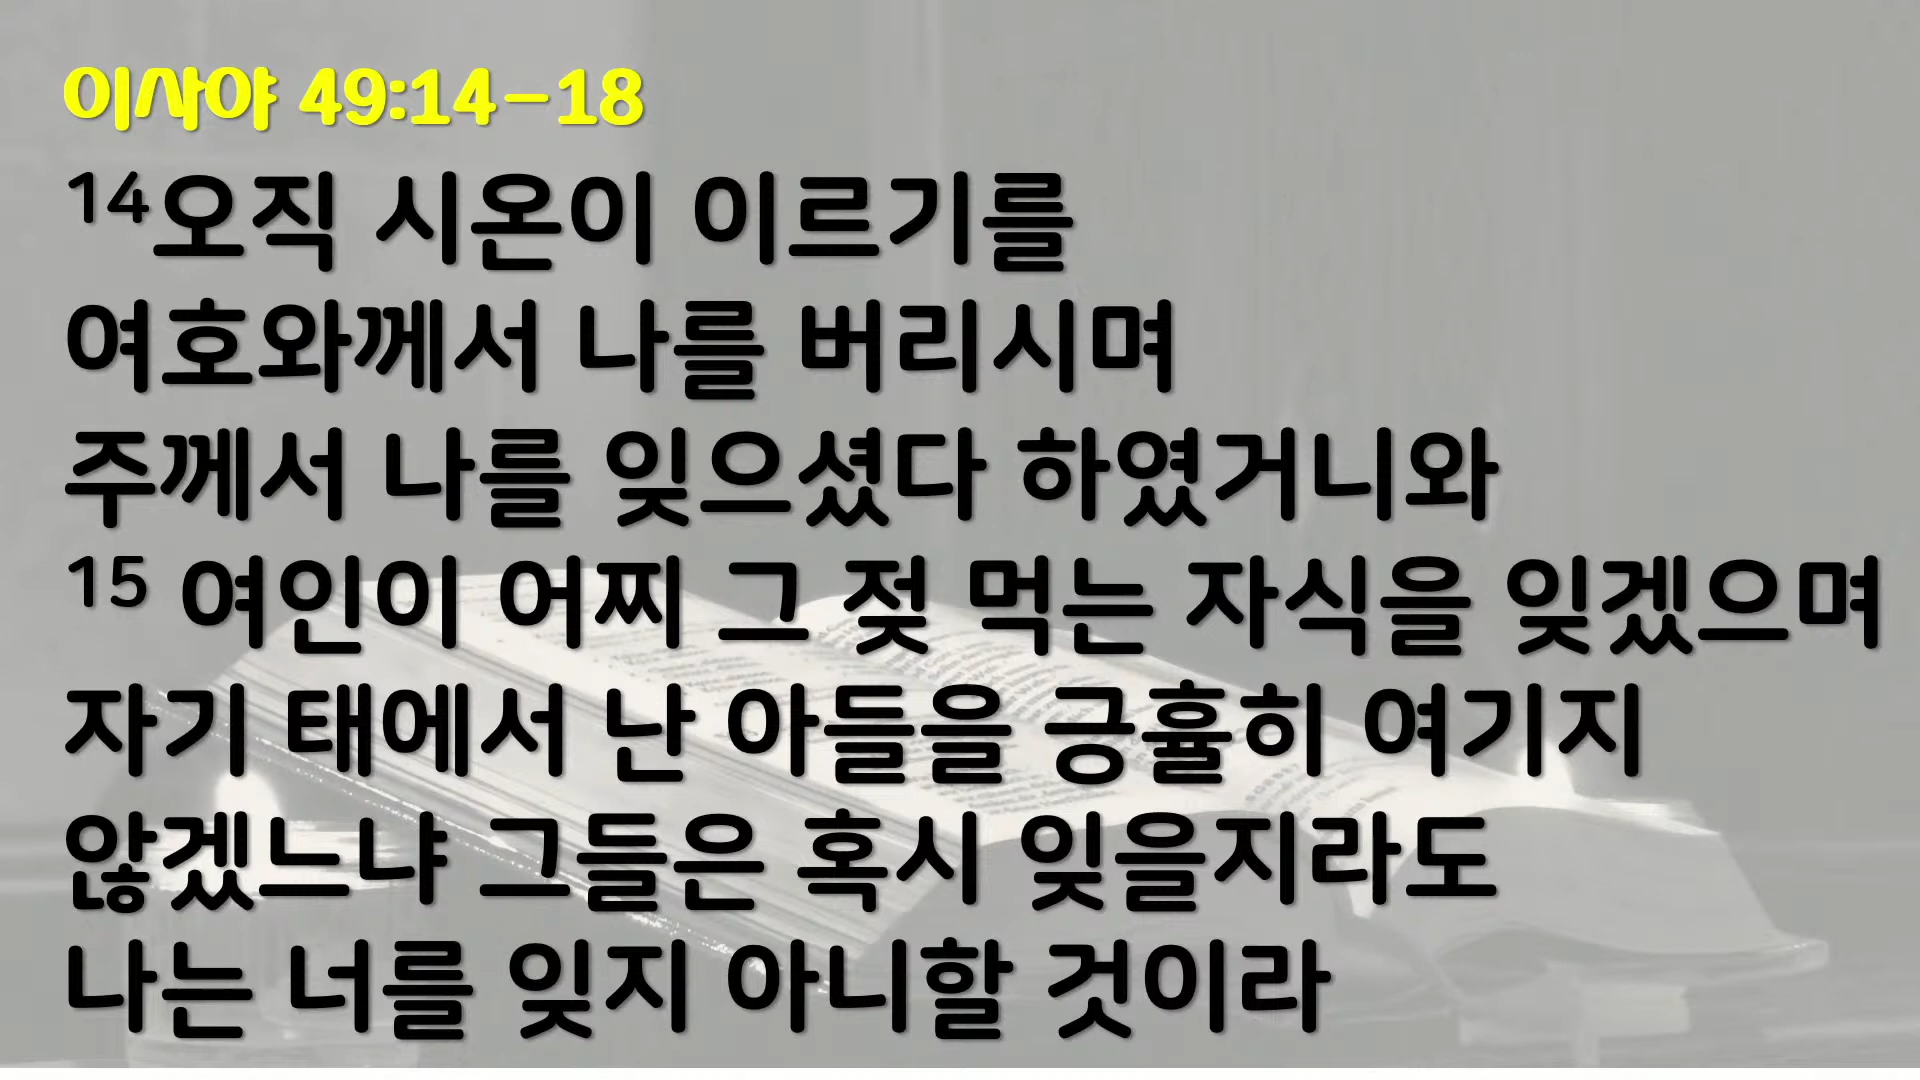 이사야 49:14-18
14오직 시온이 이르기를
여호와께서 나를 버리시며
주께서 나를 잊으셨다 하였거니와
15 여인이 어찌 그 젖 먹는 자식을 잊겠으며
자기 태에서 난 아들을 긍휼히 여기지
않겠느냐 그들은 혹시 잊을지라도
나는 너를 잊지 아니할 것이라